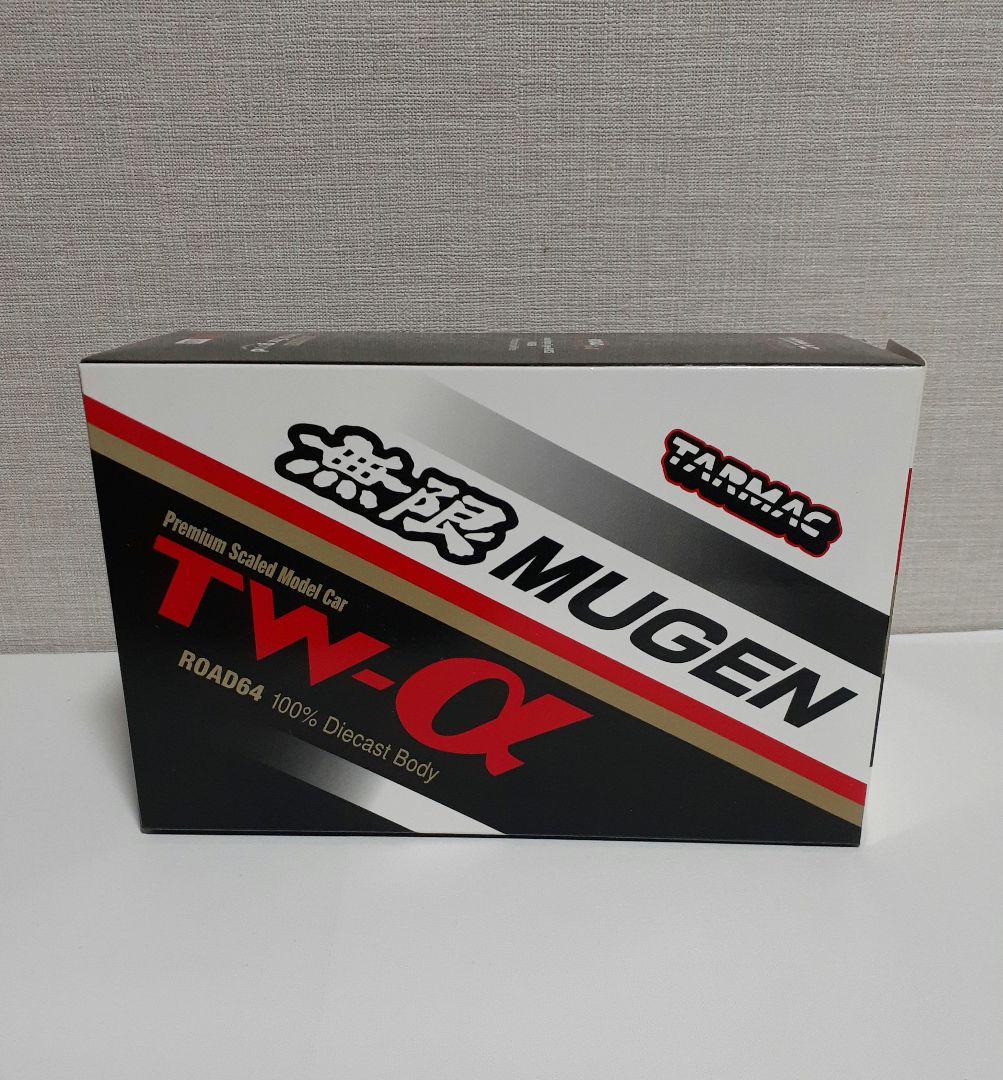 TARMAC
無限 MUGEN
Premium Scaled Model Car
TW-α
ROAD64 100% Diecast Body